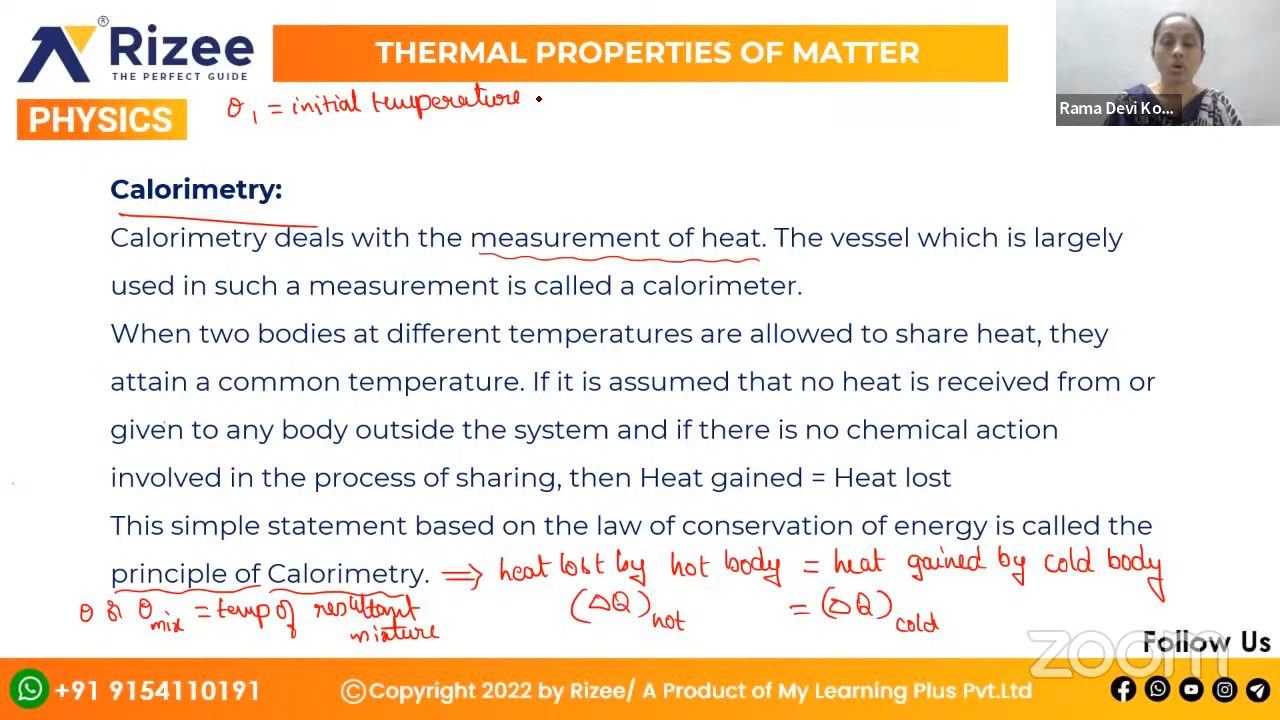 Rizee®
THE PERFECT GUIDE
THERMAL PROPERTIES OF MATTER
Rama Devi Ko...
PHYSICS
θ₁ = initial temperature
Calorimetry:
Calorimetry deals with the measurement of heat. The vessel which is largely
used in such a measurement is called a calorimeter.
When two bodies at different temperatures are allowed to share heat, they
attain a common temperature. If it is assumed that no heat is received from or
given to any body outside the system and if there is no chemical action
involved in the process of sharing, then Heat gained = Heat lost
This simple statement based on the law of conservation of energy is called the
principle of Calorimetry. ⟹ heat lost by hot body = heat gained by cold body
θ or θmix = temp of resultant mixture
(ΔQ)hot = (ΔQ)cold
zoom
Follow Us
+91 9154110191
©Copyright 2022 by Rizee/ A Product of My Learning Plus Pvt.Ltd